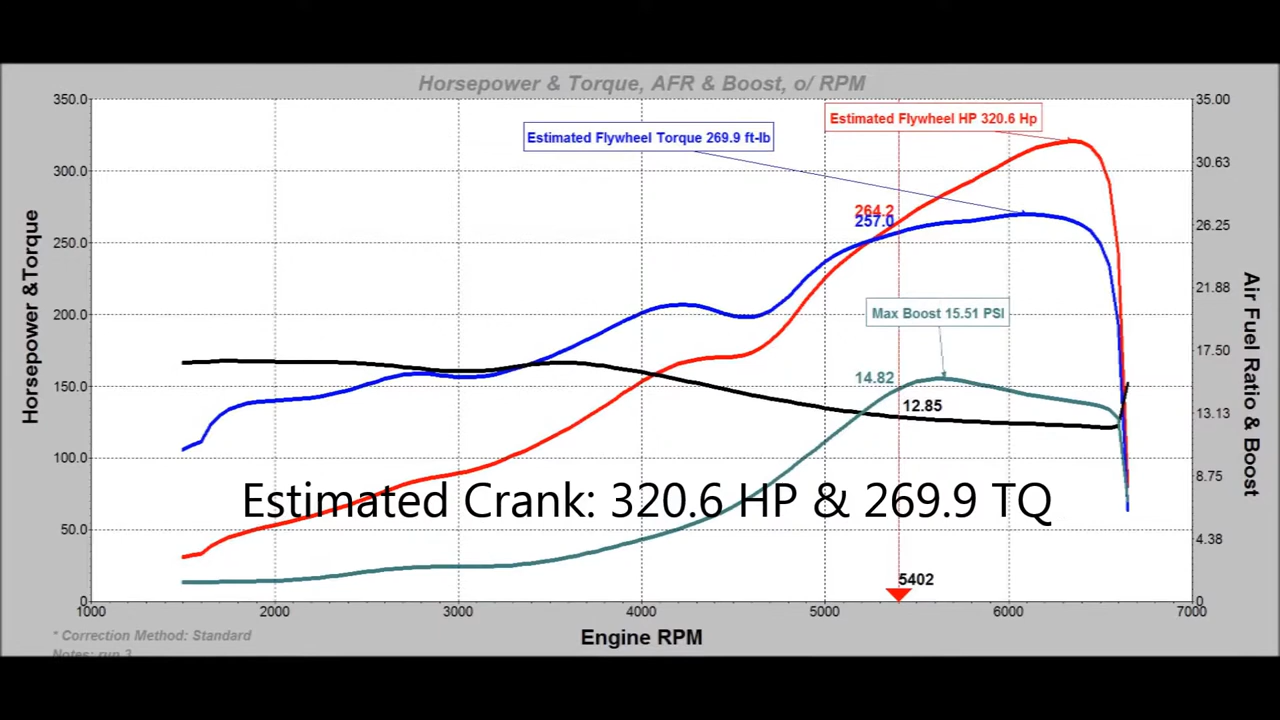 Horsepower & Torque, AFR & Boost, o/ RPM
350.0
300.0
250.0
200.0
150.0
100.0
50.0
0
Horsepower & Torque
Estimated Flywheel Torque 269.9 ft-lb
Estimated Flywheel HP 320.6 Hp
264.2
257.0
Max Boost 15.51 PSI
14.82
12.85
Estimated Crank: 320.6 HP & 269.9 TQ
5402
35.00
30.63
26.25
21.88
17.50
13.13
8.75
4.38
0
Air Fuel Ratio & Boost
1000 2000 3000 4000 5000 6000 7000
Engine RPM
* Correction Method: Standard
Notes: run 3